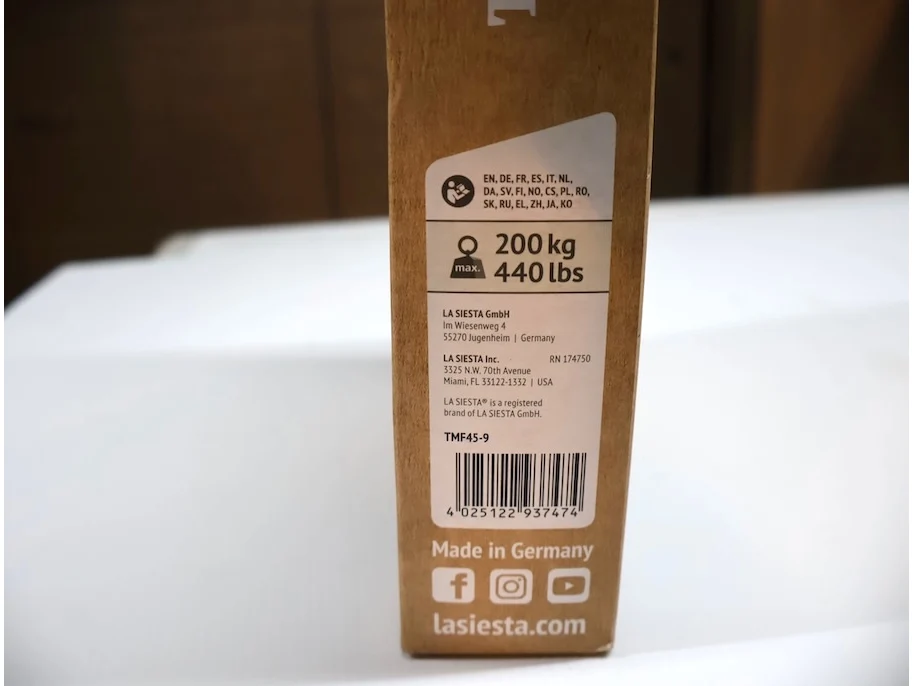 EN, DE, FR, ES, IT, NL,
DA, SV, FI, NO, CS, PL, RO,
SK, RU, EL, ZH, JA, KO
max.
200 kg
440 lbs
LA SIESTA GmbH
Im Wiesenweg 4
55270 Jugenheim | Germany
LA SIESTA Inc. RN 174750
3325 N.W. 70th Avenue
Miami, FL 33122-1332 | USA
LA SIESTA® is a registered
brand of LA SIESTA GmbH.
TMF45-9
4 025122 937474
Made in Germany
lasiesta.com